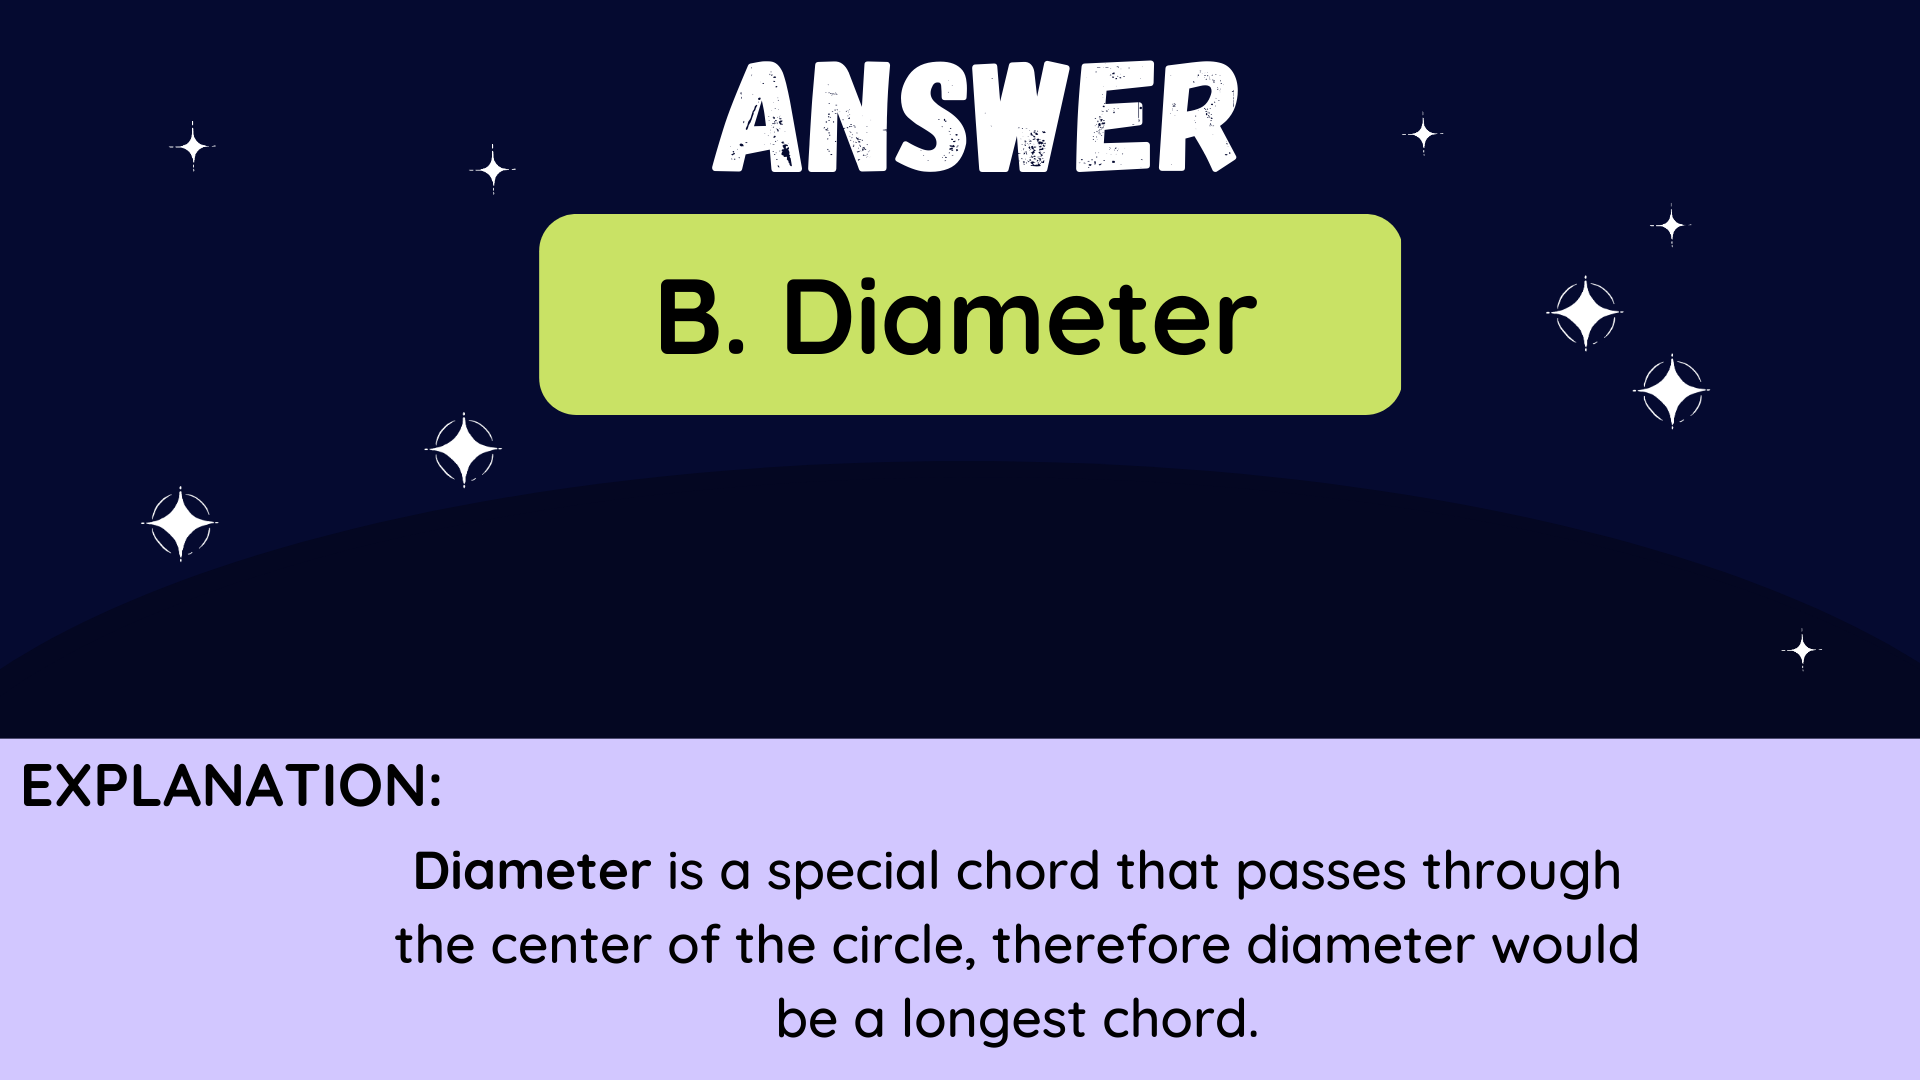 ANSWER
B. Diameter
EXPLANATION:
Diameter is a special chord that passes through
the center of the circle, therefore diameter would
be a longest chord.